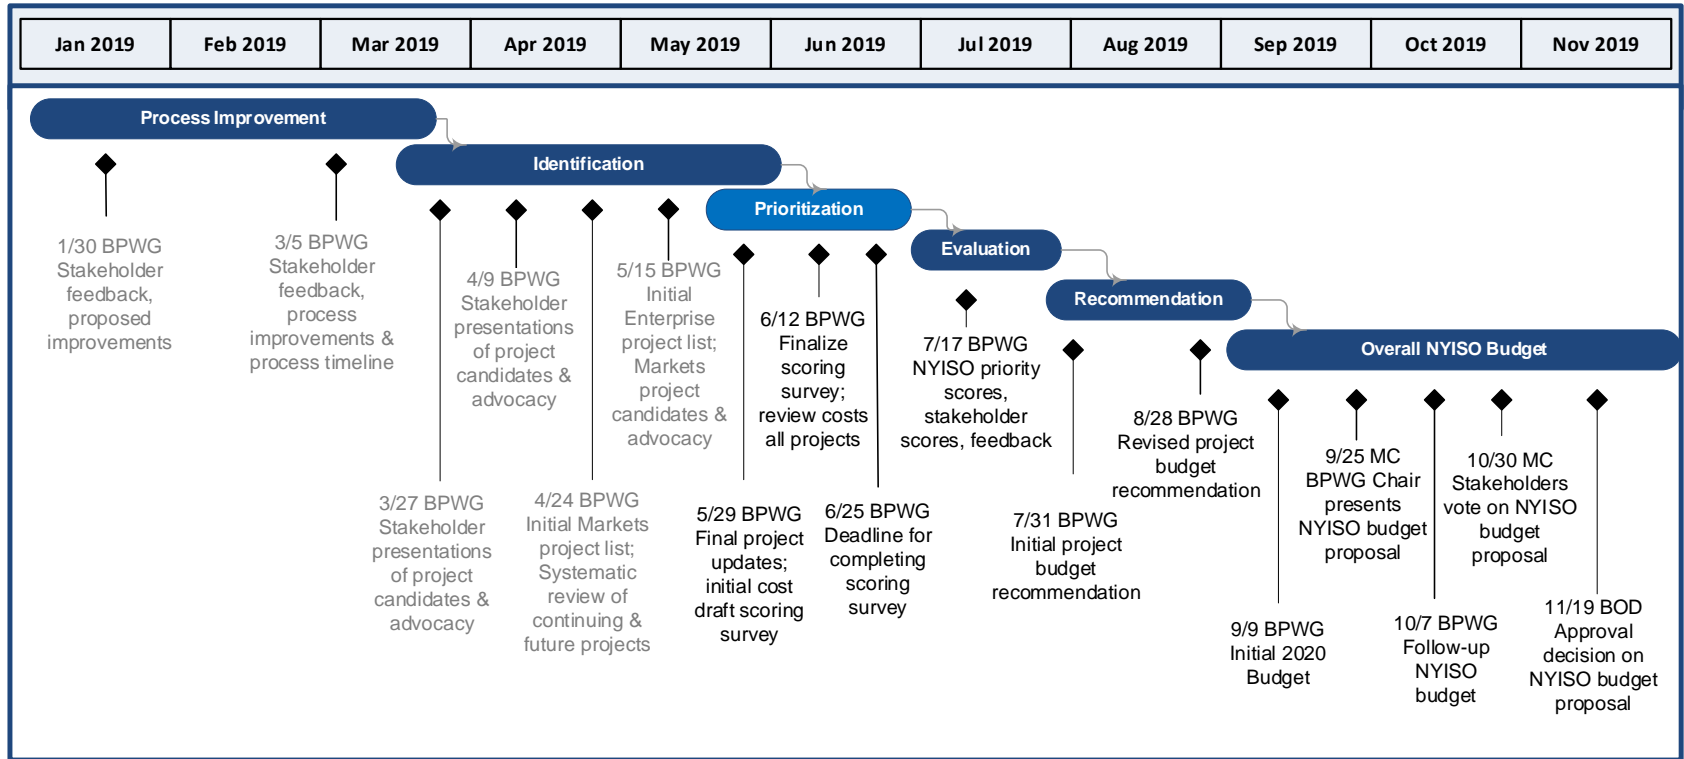 Jan 2019
Feb 2019
Mar 2019
Apr 2019
May 2019
Jun 2019
Jul 2019
Aug 2019
Sep 2019
Oct 2019
Nov 2019
Process Improvement
Identification
Prioritization
Evaluation
Recommendation
Overall NYISO Budget
1/30 BPWG
Stakeholder
feedback,
proposed
improvements
3/5 BPWG
Stakeholder
feedback,
process
improvements &
process timeline
3/27 BPWG
Stakeholder
presentations
of project
candidates &
advocacy
4/9 BPWG
Stakeholder
presentations
of project
candidates &
advocacy
4/24 BPWG
Initial Markets
project list;
Systematic
review of
continuing &
future projects
5/15 BPWG
Initial
Enterprise
project list;
Markets
project
candidates &
advocacy
5/29 BPWG
Final project
updates;
initial cost
draft scoring
survey
6/12 BPWG
Finalize
scoring
survey;
review costs
all projects
6/25 BPWG
Deadline for
completing
scoring
survey
7/17 BPWG
NYISO priority
scores,
stakeholder
scores, feedback
7/31 BPWG
Initial project
budget
recommendation
8/28 BPWG
Revised project
budget
recommendation
9/9 BPWG
Initial 2020
Budget
9/25 MC
BPWG Chair
presents
NYISO budget
proposal
10/7 BPWG
Follow-up
NYISO
budget
10/30 MC
Stakeholders
vote on NYISO
budget
proposal
11/19 BOD
Approval
decision on
NYISO budget
proposal